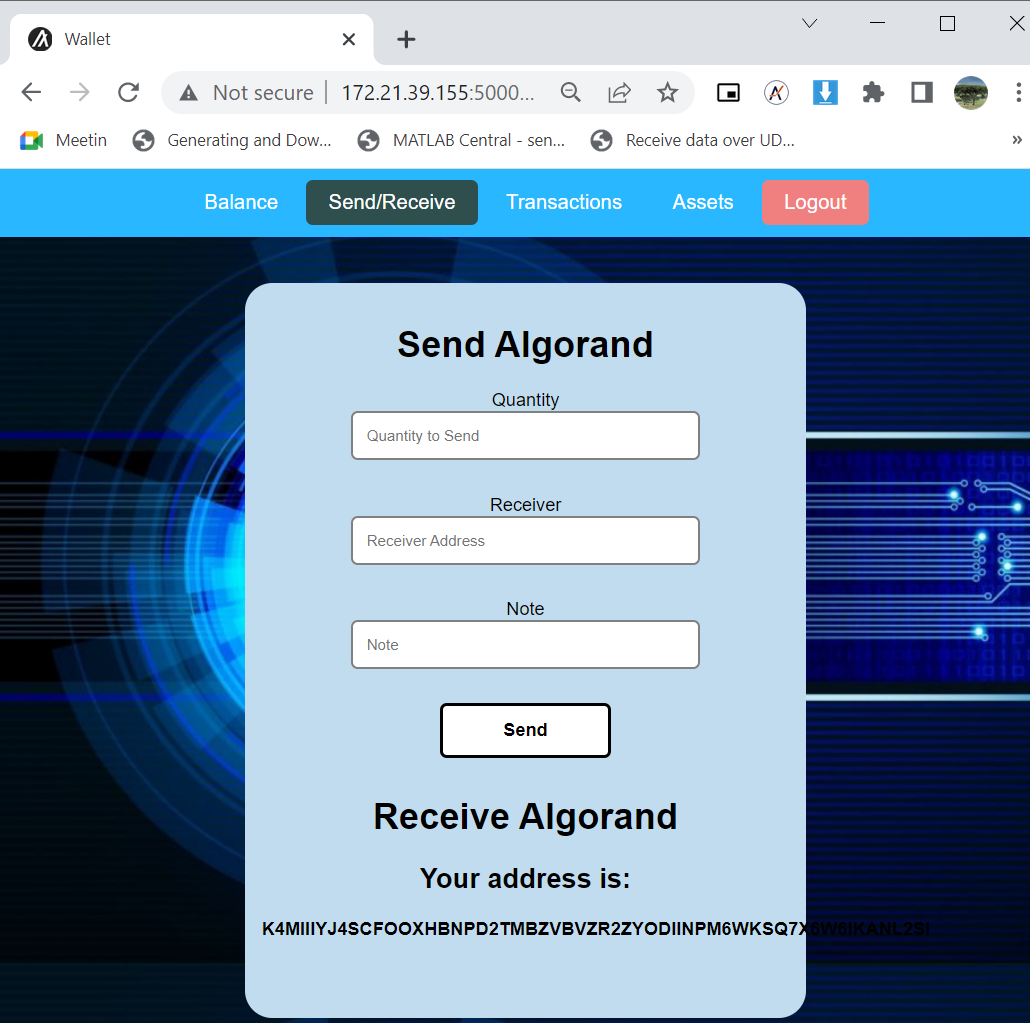 Wallet
Not secure 172.21.39.155:5000...
Meetin Generating and Dow... MATLAB Central - sen... Receive data over UD... »
Balance Send/Receive Transactions Assets Logout
Send Algorand
Quantity
Quantity to Send
Receiver
Receiver Address
Note
Note
Send
Receive Algorand
Your address is: